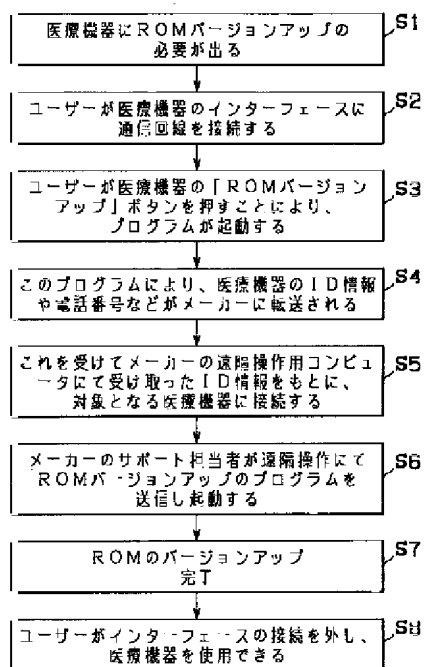 医療機器にROMバージョンアップの
必要が出る
S1
ユーザーが医療機器のインターフェースに
通信回線を接続する
S2
ユーザーが医療機器の「ROMバージョン
アップ」ボタンを押すことにより、
プログラムが起動する
S3
このプログラムにより、医療機器のID情報
や電話番号などがメーカーに転送される
S4
これを受けてメーカーの遠隔操作用コンピュ
ータにて受け取ったID情報をもとに、
対象となる医療機器に接続する
S5
メーカーのサポート担当者が遠隔操作にて
ROMバージョンアップのプログラムを
送信し起動する
S6
ROMのバージョンアップ
完了
S7
ユーザーがインターフェースの接続を外し、
医療機器を使用できる
S8